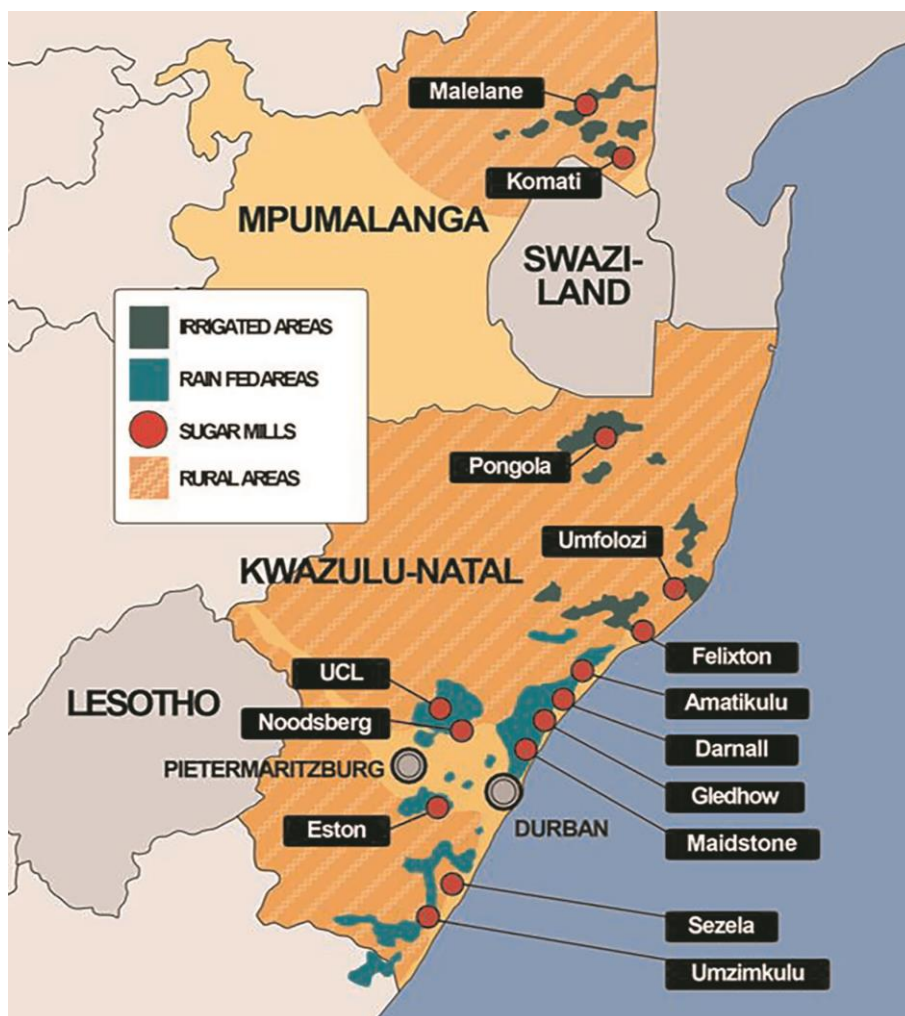 Malelane
Komati
MPUMALANGA
SWAZI-
LAND
IRRIGATED AREAS
RAIN FED AREAS
SUGAR MILLS
RURAL AREAS
Pongola
Umfolozi
KWAZULU-NATAL
Felixton
UCL
Amatikulu
LESOTHO
Noodsberg
Darnall
PIETERMARITZBURG
Gledhow
Eston
DURBAN
Maidstone
Sezela
Umzimkulu